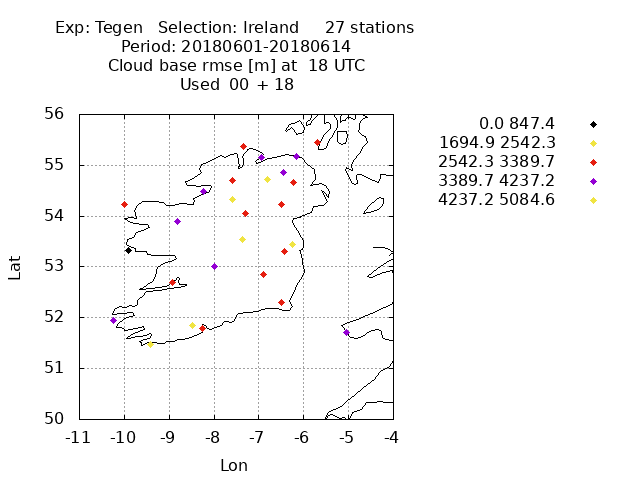 Exp: Tegen   Selection: Ireland     27 stations
Period: 20180601-20180614
Cloud base rmse [m] at  18 UTC
Used  00 + 18
0.0 847.4
1694.9 2542.3
2542.3 3389.7
3389.7 4237.2
4237.2 5084.6
56
55
54
53
52
51
50
Lat
-11 -10 -9 -8 -7 -6 -5 -4
Lon